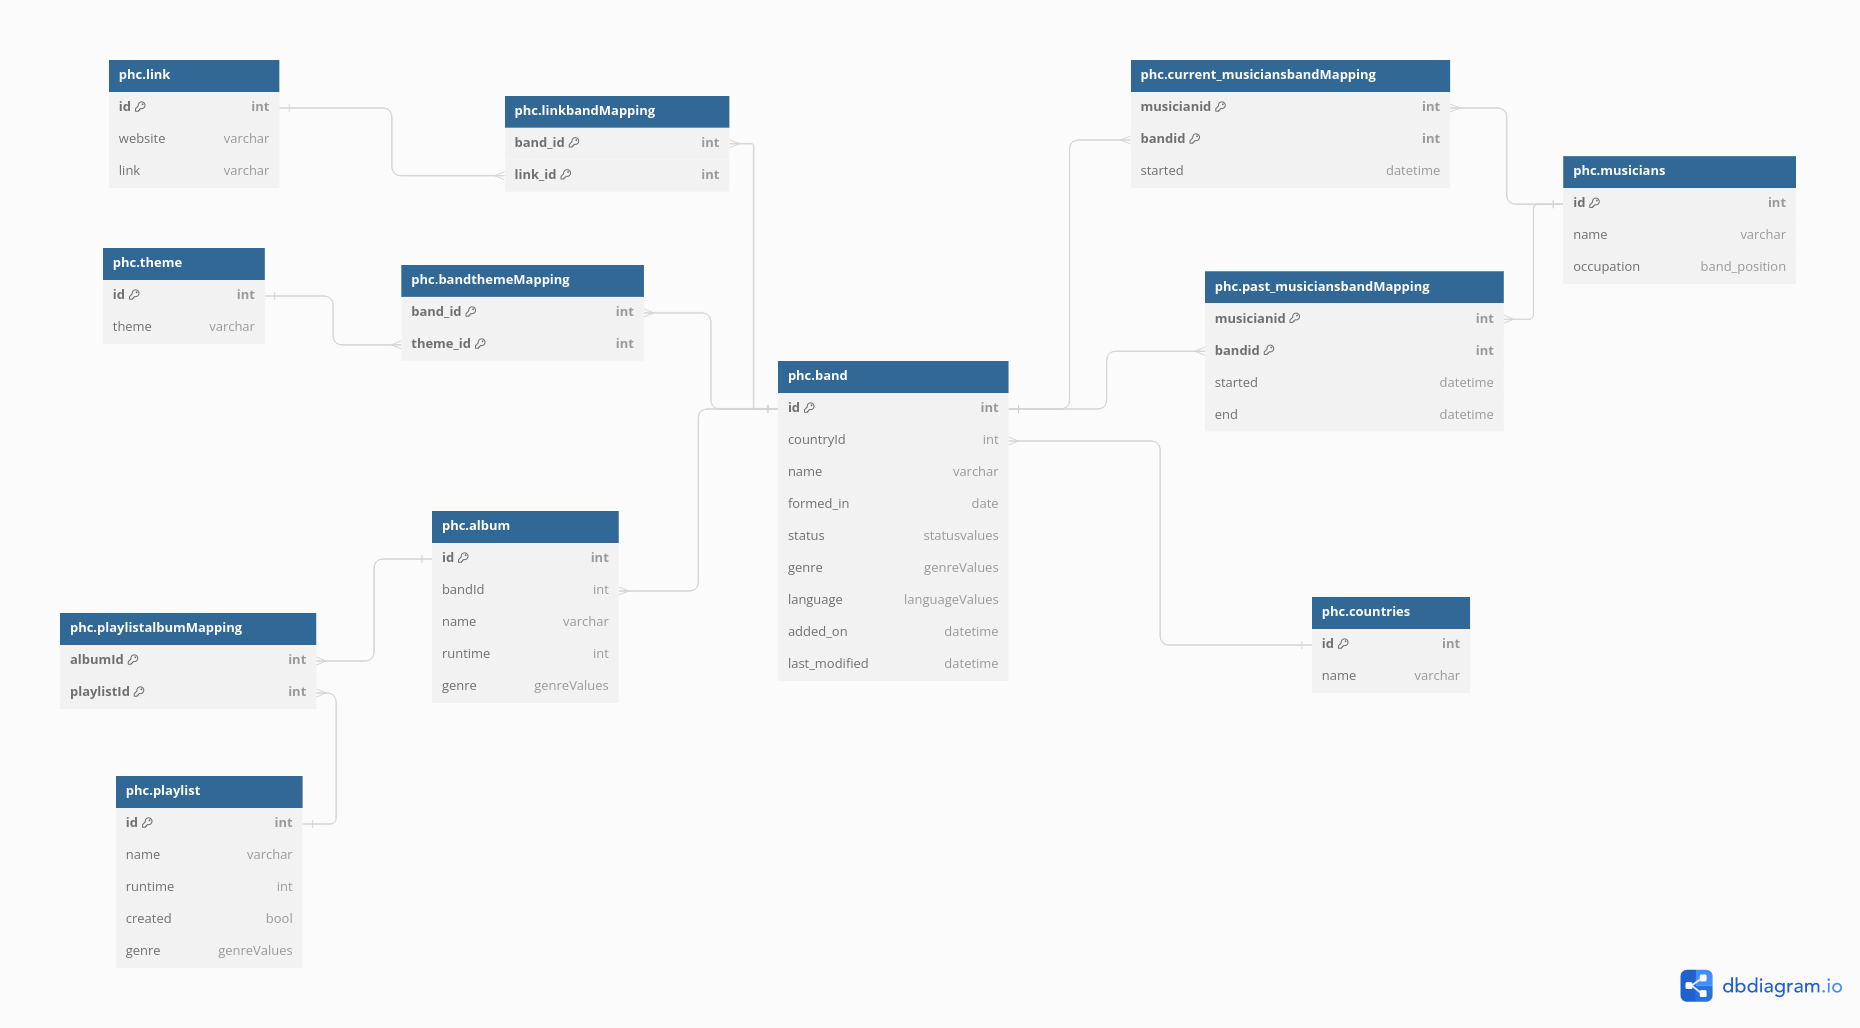 phc.link
id int
website varchar
link varchar
phc.linkbandMapping
band_id int
link_id int
phc.current_musiciansbandMapping
musicianid int
bandid int
started datetime
phc.musicians
id int
name varchar
occupation band_position
phc.theme
id int
theme varchar
phc.bandthemeMapping
band_id int
theme_id int
phc.past_musiciansbandMapping
musicianid int
bandid int
started datetime
end datetime
phc.band
id int
countryId int
name varchar
formed_in date
status statusvalues
genre genreValues
language languageValues
added_on datetime
last_modified datetime
phc.album
id int
bandId int
name varchar
runtime int
genre genreValues
phc.playlistalbumMapping
albumId int
playlistId int
phc.countries
id int
name varchar
phc.playlist
id int
name varchar
runtime int
created bool
genre genreValues
dbdiagram.io